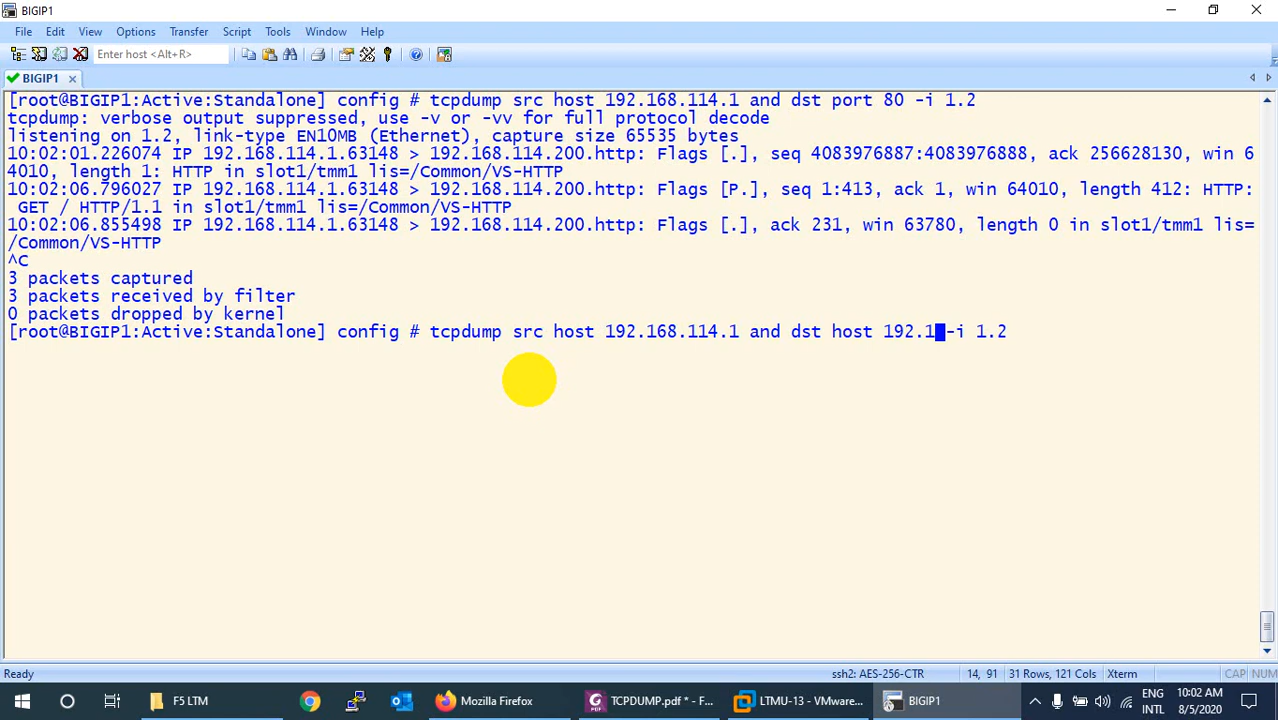 BIGIP1
File Edit View Options Transfer Script Tools Window Help
Enter host <Alt+R>
BIGIP1
[root@BIGIP1:Active:Standalone] config # tcpdump src host 192.168.114.1 and dst port 80 -i 1.2
tcpdump: verbose output suppressed, use -v or -vv for full protocol decode
listening on 1.2, link-type EN10MB (Ethernet), capture size 65535 bytes
10:02:01.226074 IP 192.168.114.1.63148 > 192.168.114.200.http: Flags [.], seq 4083976887:4083976888, ack 256628130, win 6
4010, length 1: HTTP in slot1/tmm1 lis=/Common/VS-HTTP
10:02:06.796027 IP 192.168.114.1.63148 > 192.168.114.200.http: Flags [P.], seq 1:413, ack 1, win 64010, length 412: HTTP:
GET / HTTP/1.1 in slot1/tmm1 lis=/Common/VS-HTTP
10:02:06.855498 IP 192.168.114.1.63148 > 192.168.114.200.http: Flags [.], ack 231, win 63780, length 0 in slot1/tmm1 lis=
/Common/VS-HTTP
^C
3 packets captured
3 packets received by filter
0 packets dropped by kernel
[root@BIGIP1:Active:Standalone] config # tcpdump src host 192.168.114.1 and dst host 192.1 -i 1.2
Ready ssh2: AES-256-CTR 14, 91 31 Rows, 121 Cols Xterm CAP NUM
F5 LTM Mozilla Firefox TCPDUMP.pdf * - F... LTMU-13 - VMware... BIGIP1 ENG 10:02 AM
INTL 8/5/2020